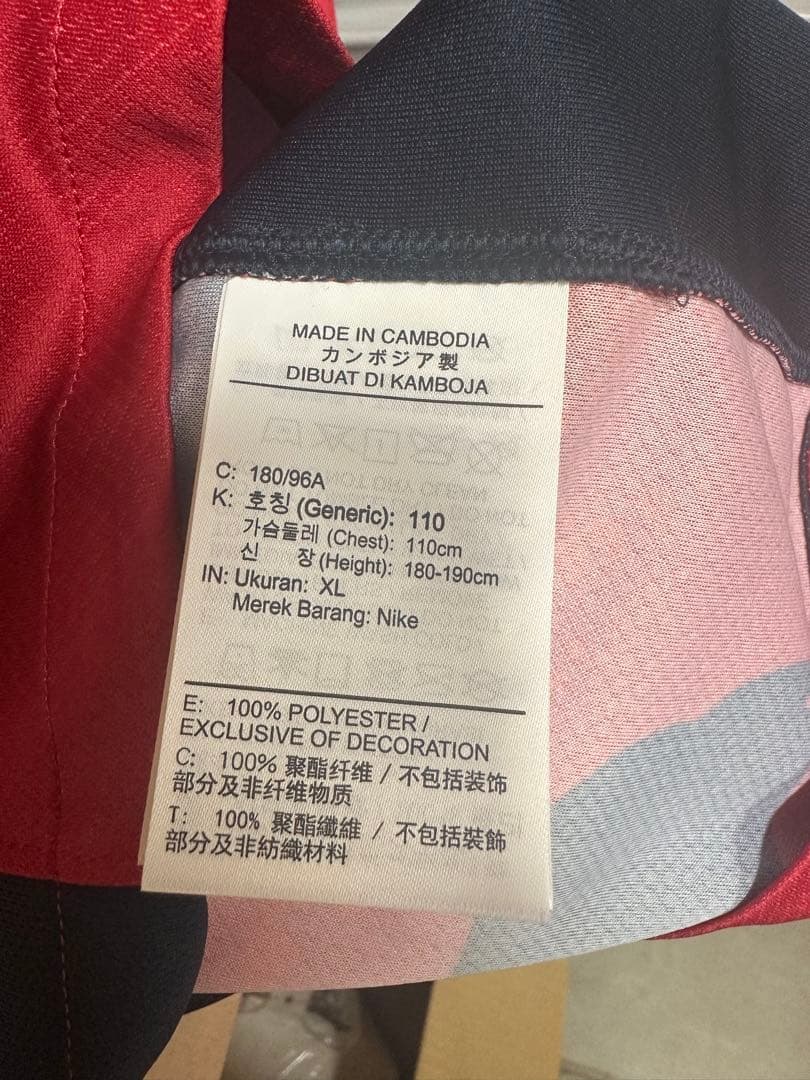 MADE IN CAMBODIA
カンボジア製
DIBUAT DI KAMBOJA
C: 180/96A
K: 호칭 (Generic): 110
가슴둘레 (Chest): 110cm
신 장 (Height): 180-190cm
IN: Ukuran: XL
Merek Barang: Nike
E: 100% POLYESTER /
EXCLUSIVE OF DECORATION
C: 100% 聚酯纤维 / 不包括装饰
部分及非纤维物质
T: 100% 聚酯纖維 / 不包括裝飾
部分及非紡織材料